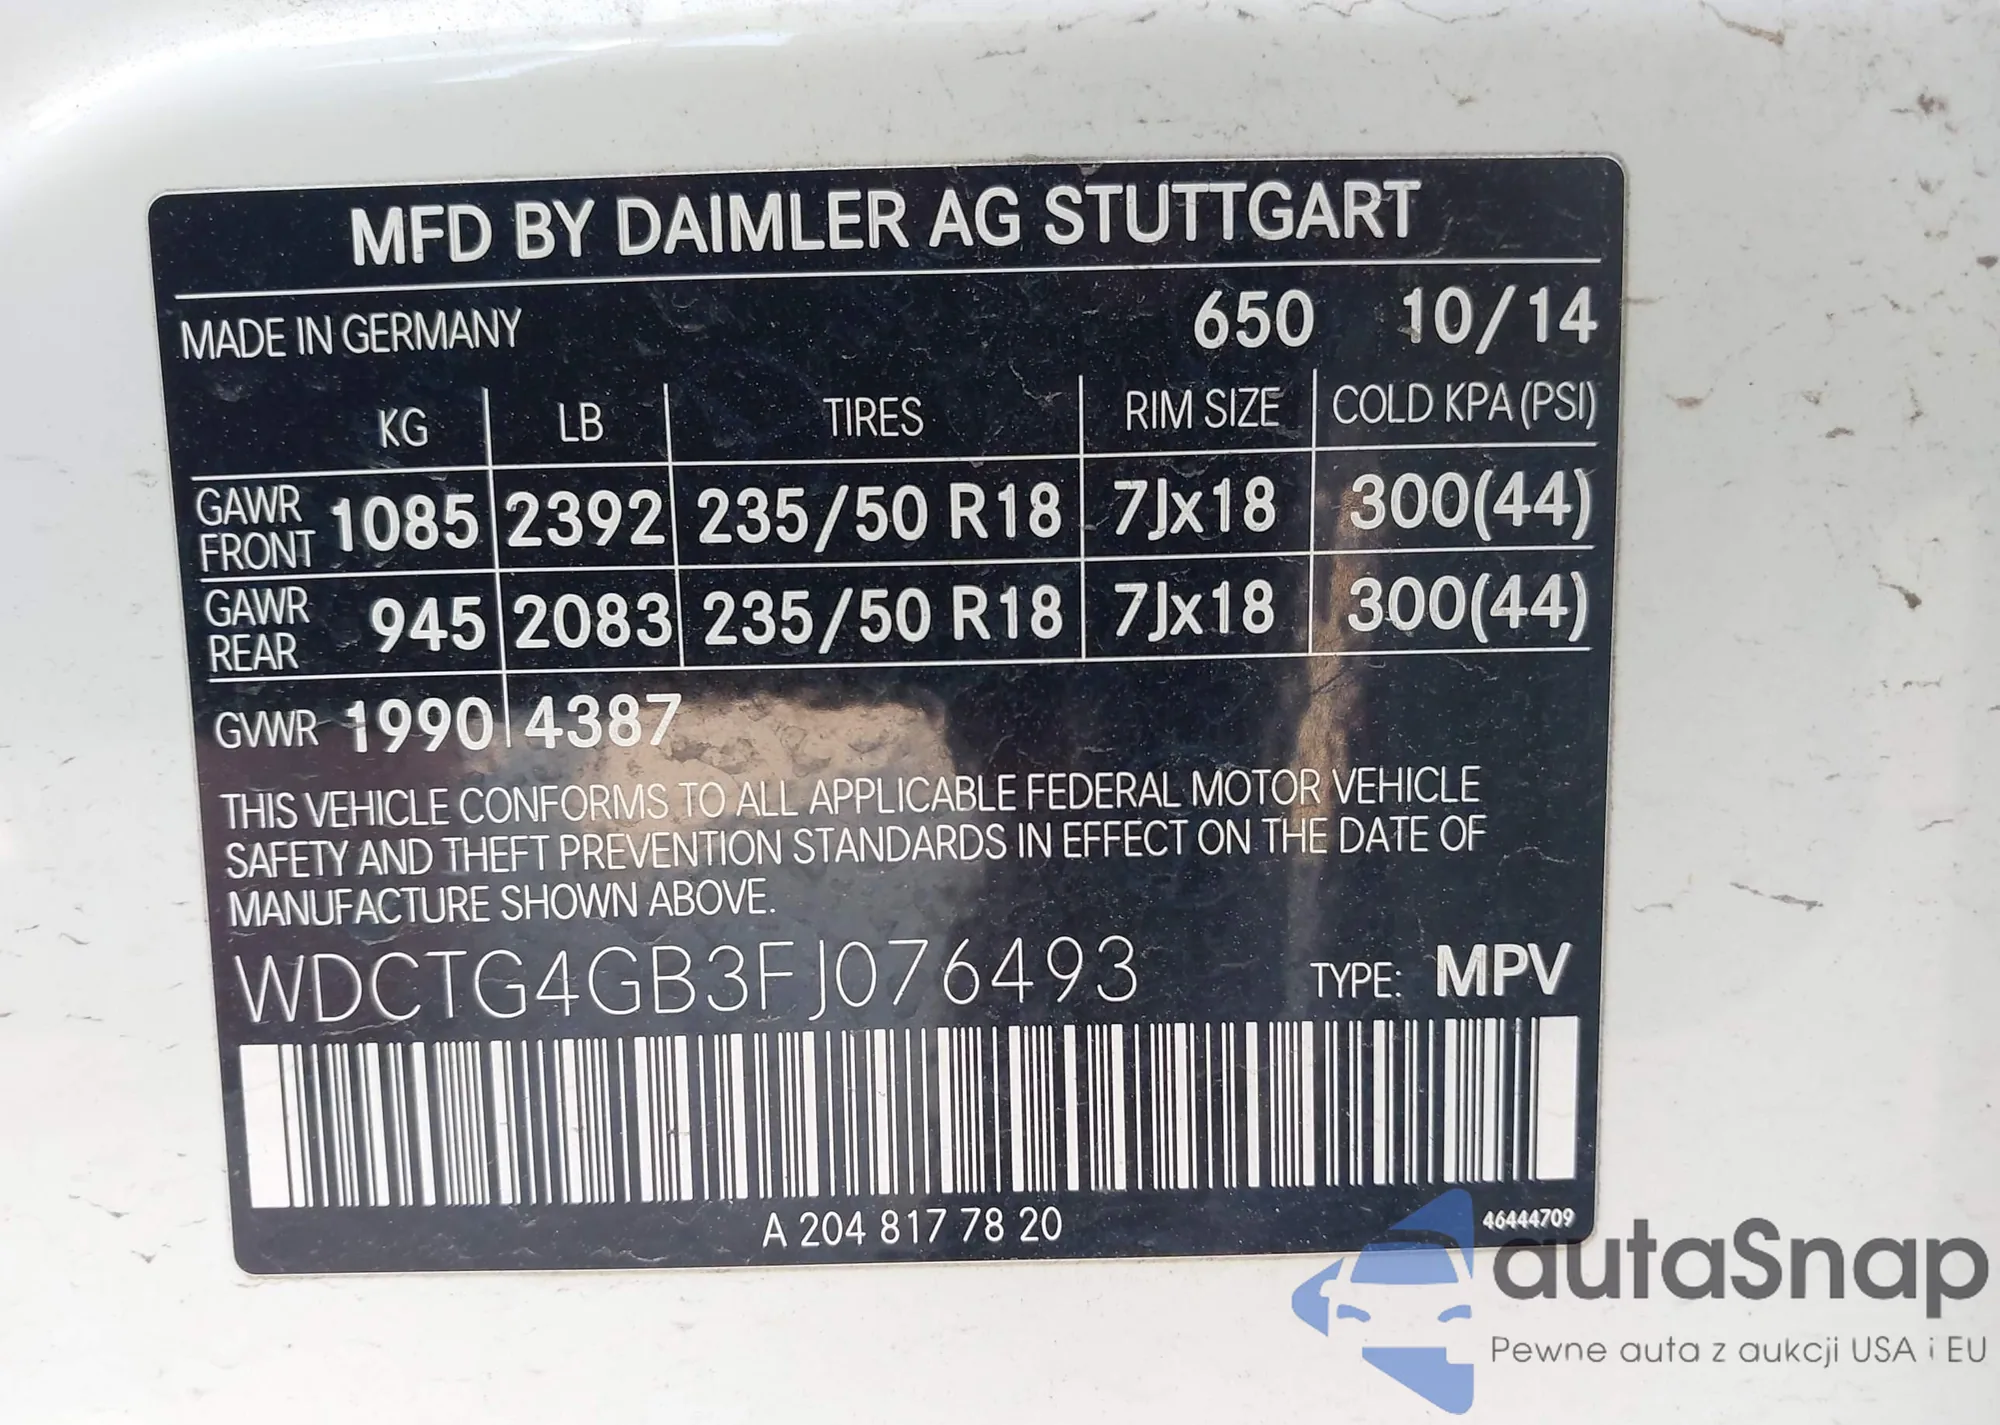 MFD BY DAIMLER AG STUTTGART
MADE IN GERMANY 650 10/14
KG LB TIRES RIM SIZE COLD KPA (PSI)
GAWR FRONT 1085 2392 235/50 R18 7Jx18 300(44)
GAWR REAR 945 2083 235/50 R18 7Jx18 300(44)
GVWR 1990 4387
THIS VEHICLE CONFORMS TO ALL APPLICABLE FEDERAL MOTOR VEHICLE
SAFETY AND THEFT PREVENTION STANDARDS IN EFFECT ON THE DATE OF
MANUFACTURE SHOWN ABOVE.
WDCTG4GB3FJ076493 TYPE: MPV
A 204 817 78 20 46444709
autaSnap
Pewne auta z aukcji USA i EU